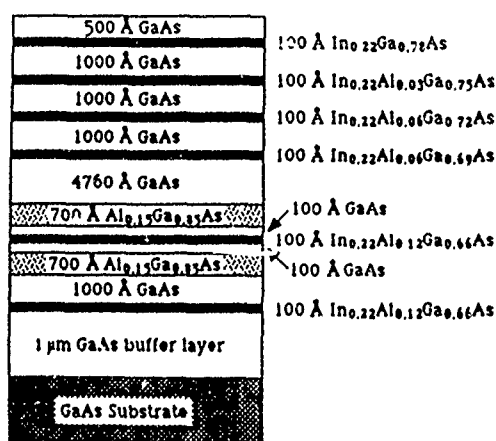 500 Å GaAs
100 Å In0.22Ga0.78As
1000 Å GaAs
100 Å In0.22Al0.03Ga0.75As
1000 Å GaAs
100 Å In0.22Al0.06Ga0.72As
1000 Å GaAs
100 Å In0.22Al0.06Ga0.69As
4760 Å GaAs
700 Å Al0.15Ga0.85As
100 Å GaAs
100 Å In0.22Al0.12Ga0.66As
700 Å Al0.15Ga0.85As
100 Å GaAs
1000 Å GaAs
100 Å In0.22Al0.12Ga0.66As
1 µm GaAs buffer layer
GaAs Substrate